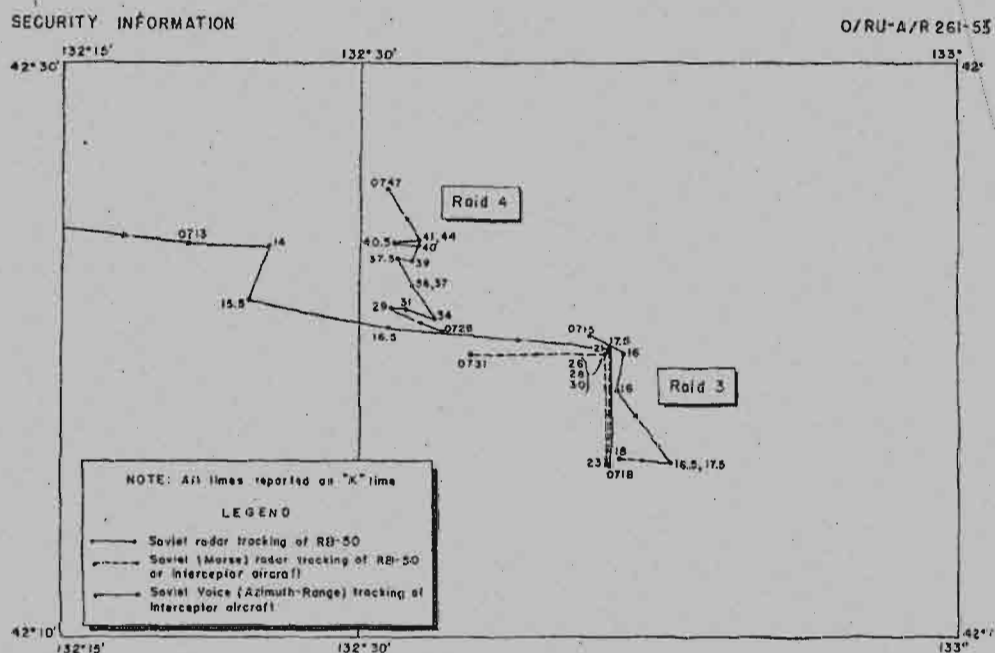 SECURITY INFORMATION
O/RU-A/R 261-53
132°15' 132°30' 133°
42°30' 42°
0747
Raid 4
0713 14
41, 44
40.5 40
37.5 39
36,37
15.5 29 31 34
0728
16.5
0715 17.5
21 16
0731
26
28
30
16
Raid 3
18
23 16.5, 17.5
0718
NOTE: All times reported on "K" time
LEGEND
Soviet radar tracking of RB-50
Soviet (Morse) radar tracking of RB-50
or interceptor aircraft
Soviet Voice (Azimuth-Range) tracking of
Interceptor aircraft
42°10'
132°15' 132°30' 133°